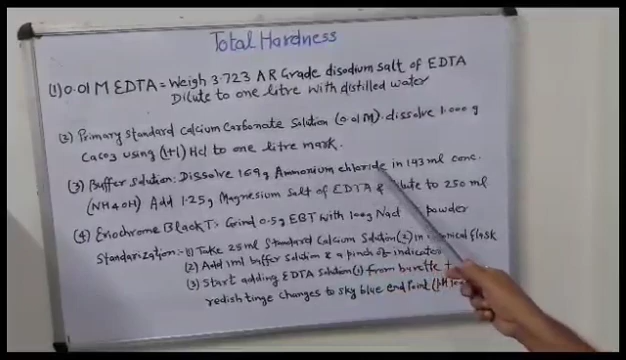 Total Hardness
(1) 0.01 M EDTA = Weigh 3.723 AR Grade disodium salt of EDTA
Dilute to one litre with distilled water
(2) Primary Standard Calcium Carbonate Solution (0.01M). dissolve 1.000 g
CaCO3 using (1+1) Hcl to one litre mark.
(3) Buffer Solution: Dissolve 16.9 g Ammonium chloride in 143 ml conc.
(NH4OH) Add 1.25 g Magnesium Salt of EDTA & dilute to 250 ml
(4) Eriochrome Black T: Grind 0.5g EBT with 100g Nacl powder
Standarization:- (1) Take 25 ml Standard Calcium Solution (2) in conical flask
(2) Add 1ml buffer Solution & a pinch of indicator
(3) Start adding EDTA Solution (1) from burette
redish tinge changes to sky blue end Point